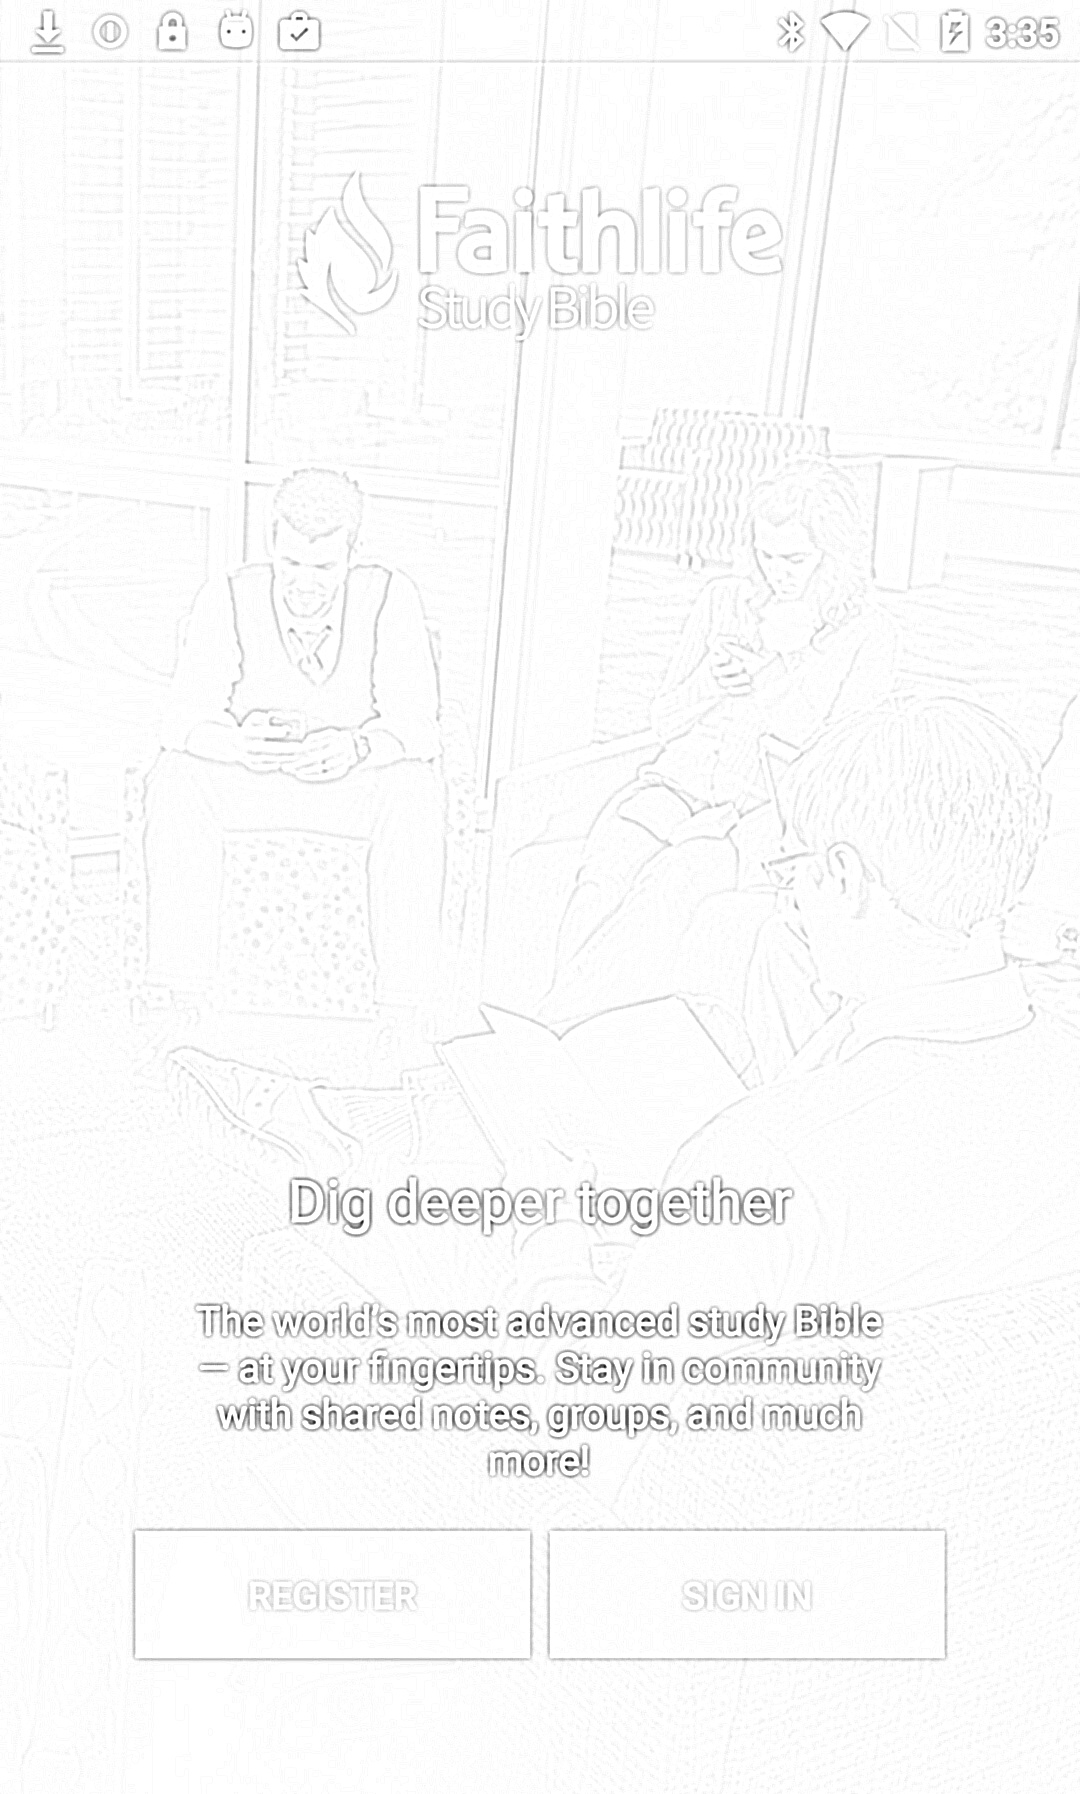 3:35
Faithlife
Study Bible
Dig deeper together
The world's most advanced study Bible
— at your fingertips. Stay in community
with shared notes, groups, and much
more!
REGISTER
SIGN IN